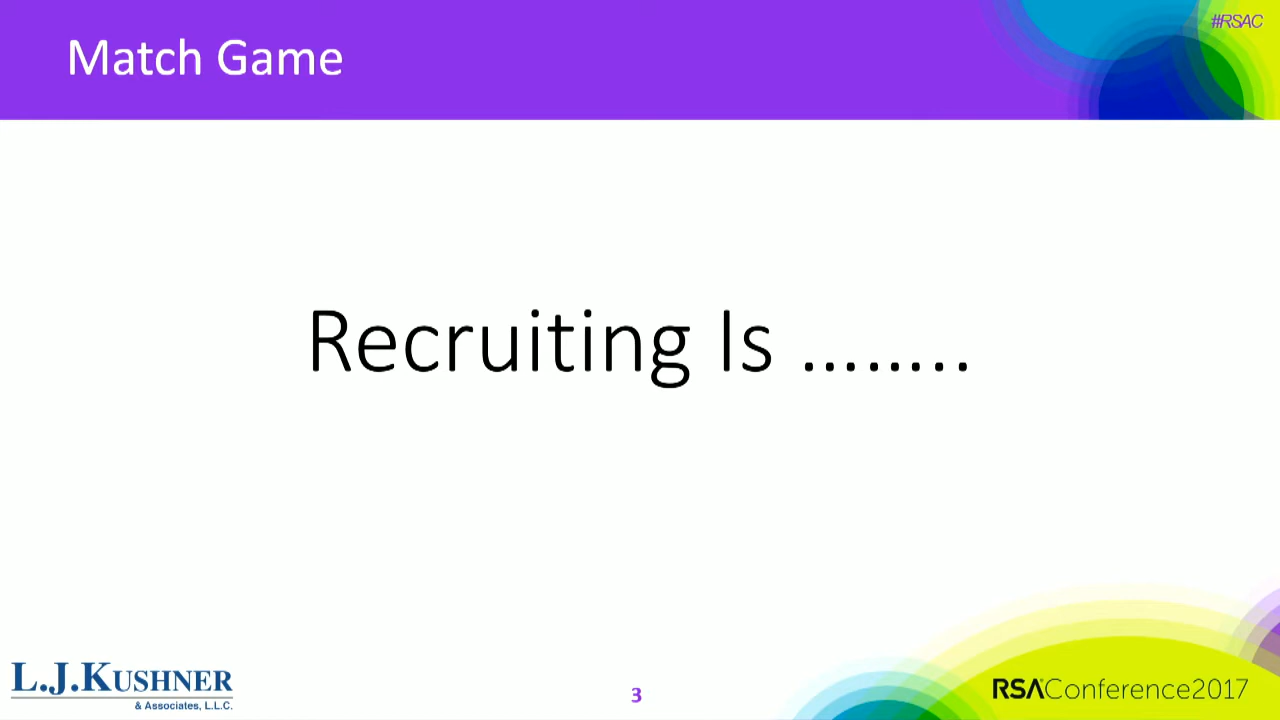 #RSAC
Match Game
Recruiting Is ……..
L.J.KUSHNER
& Associates, L.L.C.
3
RSAConference2017